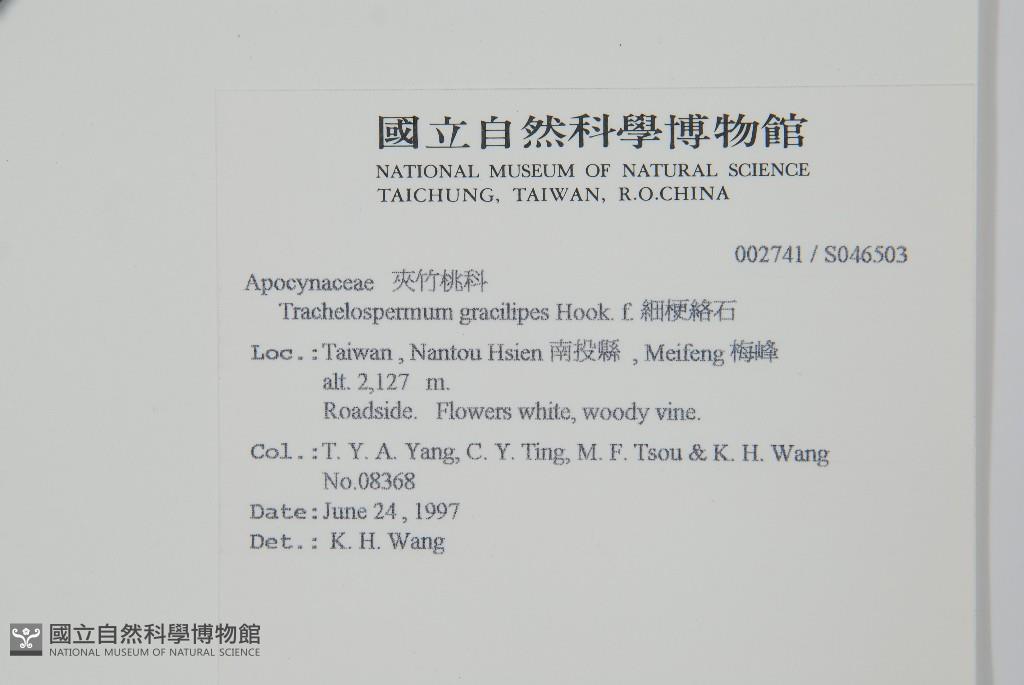 國立自然科學博物館
NATIONAL MUSEUM OF NATURAL SCIENCE
TAICHUNG, TAIWAN, R.O.CHINA
002741 / S046503
Apocynaceae 夾竹桃科
Trachelospermum gracilipes Hook. f. 細梗絡石
Loc.:Taiwan , Nantou Hsien 南投縣 , Meifeng 梅峰
alt. 2,127 m.
Roadside. Flowers white, woody vine.
Col.:T. Y. A. Yang, C. Y. Ting, M. F. Tsou & K. H. Wang
No.08368
Date:June 24 , 1997
Det.: K. H. Wang
國立自然科學博物館
NATIONAL MUSEUM OF NATURAL SCIENCE